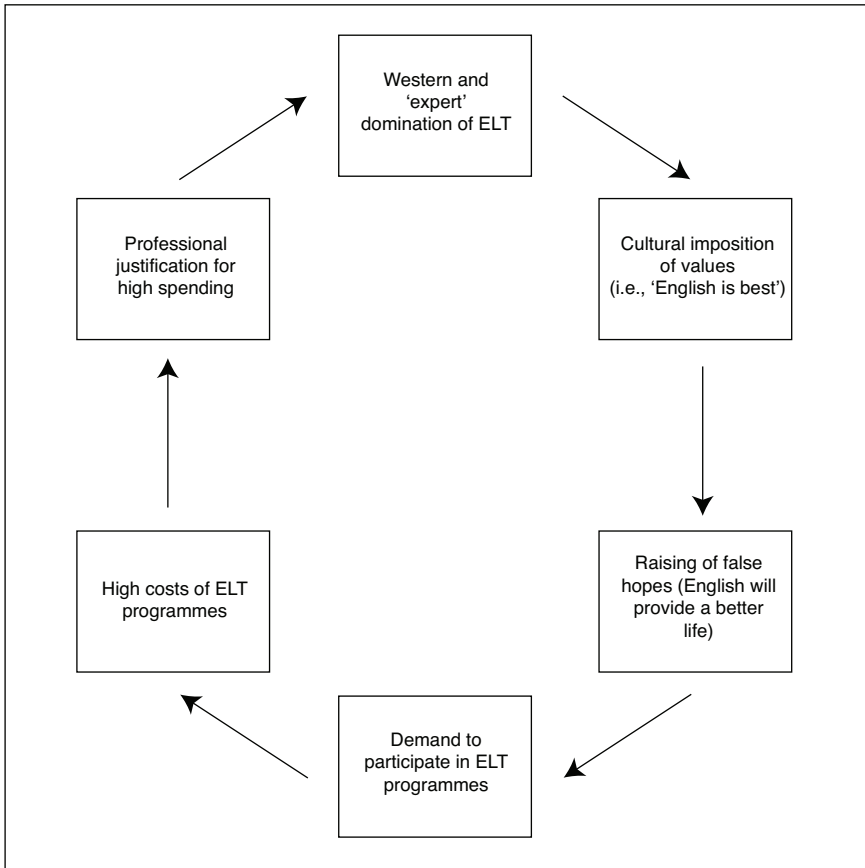 Western and
‘expert’
domination of ELT
Cultural imposition
of values
(i.e., ‘English is best’)
Raising of false
hopes (English will
provide a better
life)
Demand to
participate in ELT
programmes
High costs of ELT
programmes
Professional
justification for
high spending